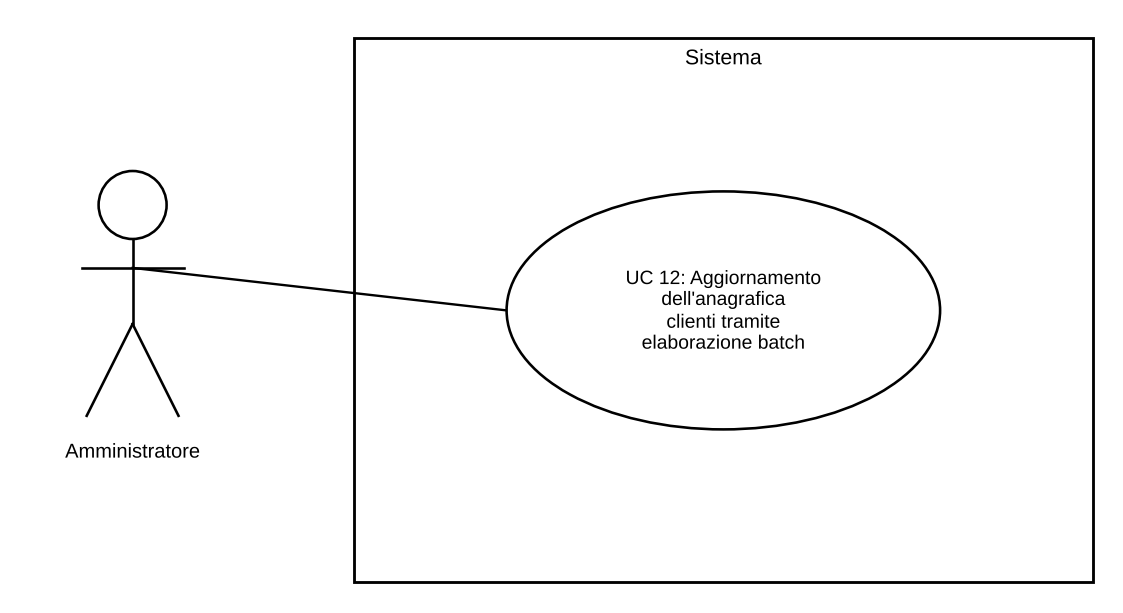 Sistema
UC 12: Aggiornamento
dell'anagrafica
clienti tramite
elaborazione batch
Amministratore